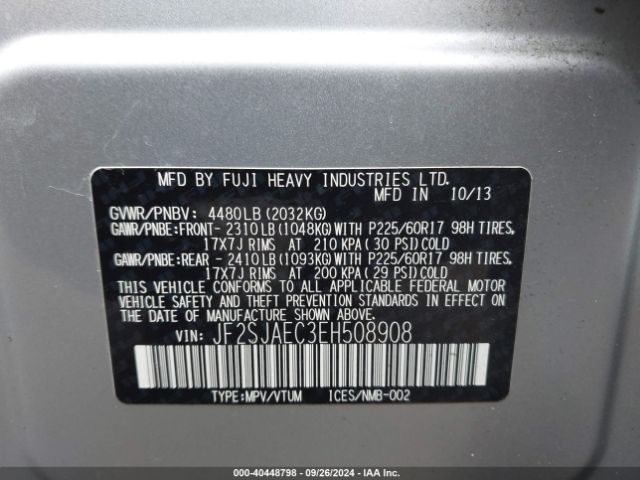 MFD BY FUJI HEAVY INDUSTRIES LTD.
MFD IN 10/13
GVWR/PNBV: 4480LB(2032KG)
GAWR/PNBE:FRONT- 2310LB(1048KG)WITH P225/60R17 98H TIRES,
17X7J RIMS AT 210 KPA(30 PSI)COLD
GAWR/PNBE:REAR - 2410LB(1093KG)WITH P225/60R17 98H TIRES,
17X7J RIMS AT 200 KPA(29 PSI)COLD
THIS VEHICLE CONFORMS TO ALL APPLICABLE FEDERAL MOTOR
VEHICLE SAFETY AND THEFT PREVENTION STANDARDS IN EFFECT
ON THE DATE OF MANUFACTURE SHOWN ABOVE.
VIN: JF2SJAEC3EH508908
TYPE:MPV/VTUM ICES/NMB-002
000-40448798 - 09/26/2024 - IAA Inc.